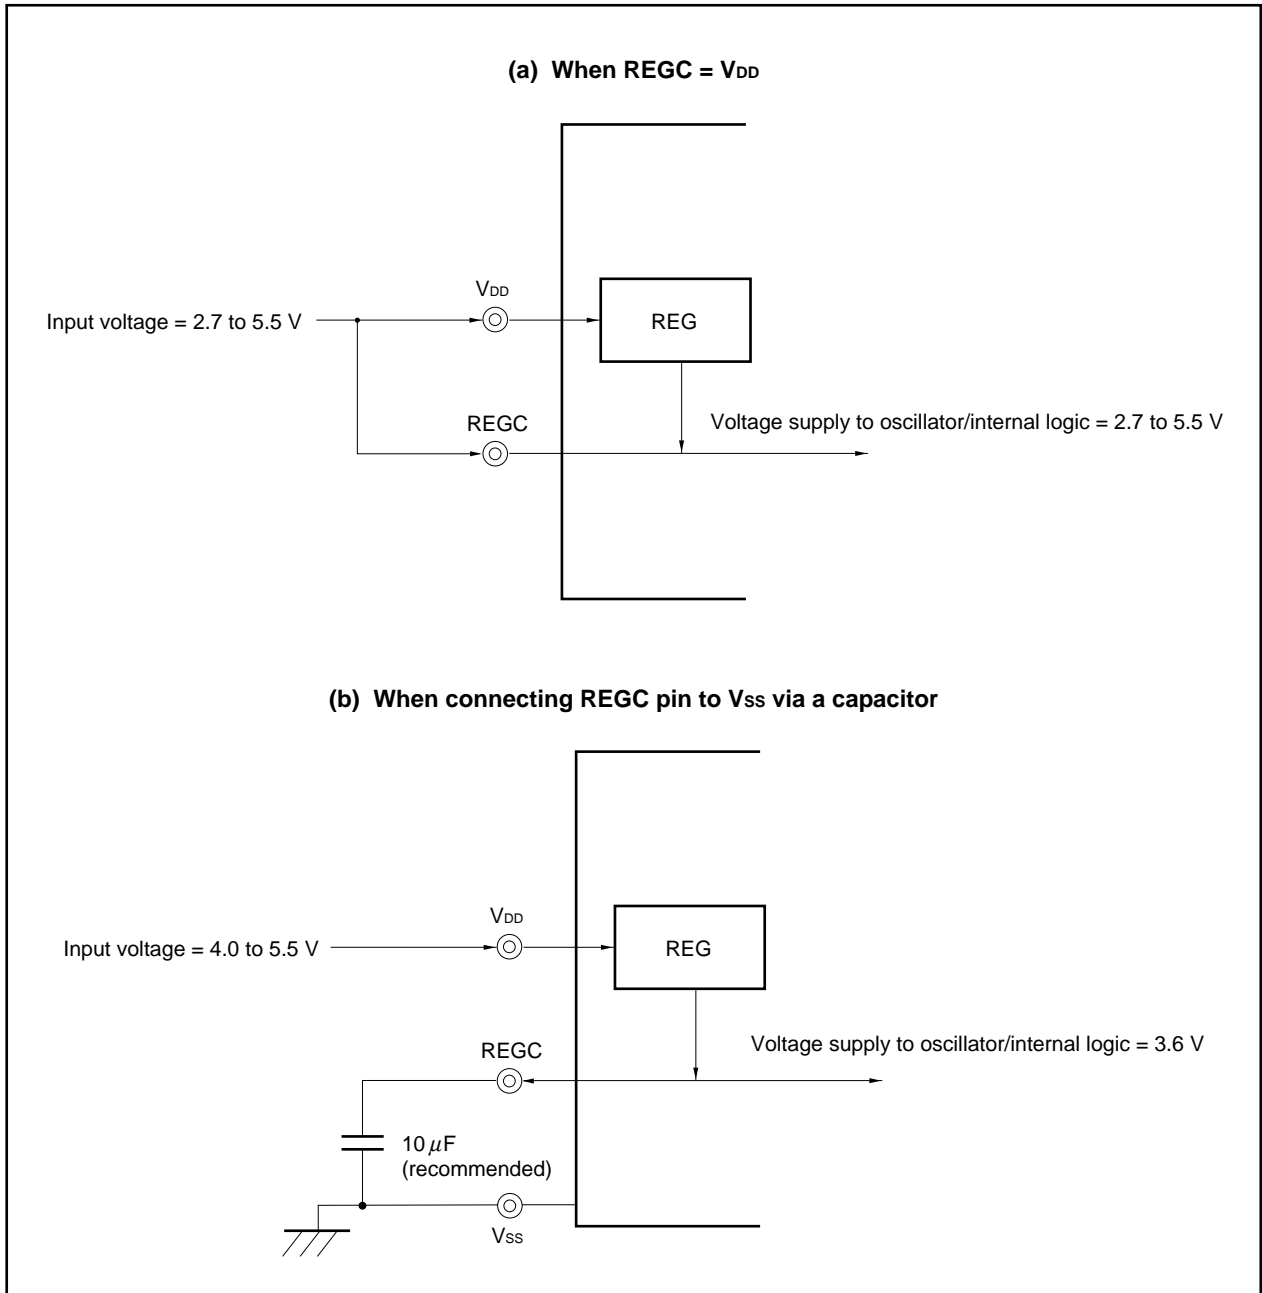 (a) When REGC = VDD
VDD
Input voltage = 2.7 to 5.5 V
REG
REGC
Voltage supply to oscillator/internal logic = 2.7 to 5.5 V
(b) When connecting REGC pin to VSS via a capacitor
VDD
Input voltage = 4.0 to 5.5 V
REG
REGC
Voltage supply to oscillator/internal logic = 3.6 V
10 μF
(recommended)
VSS